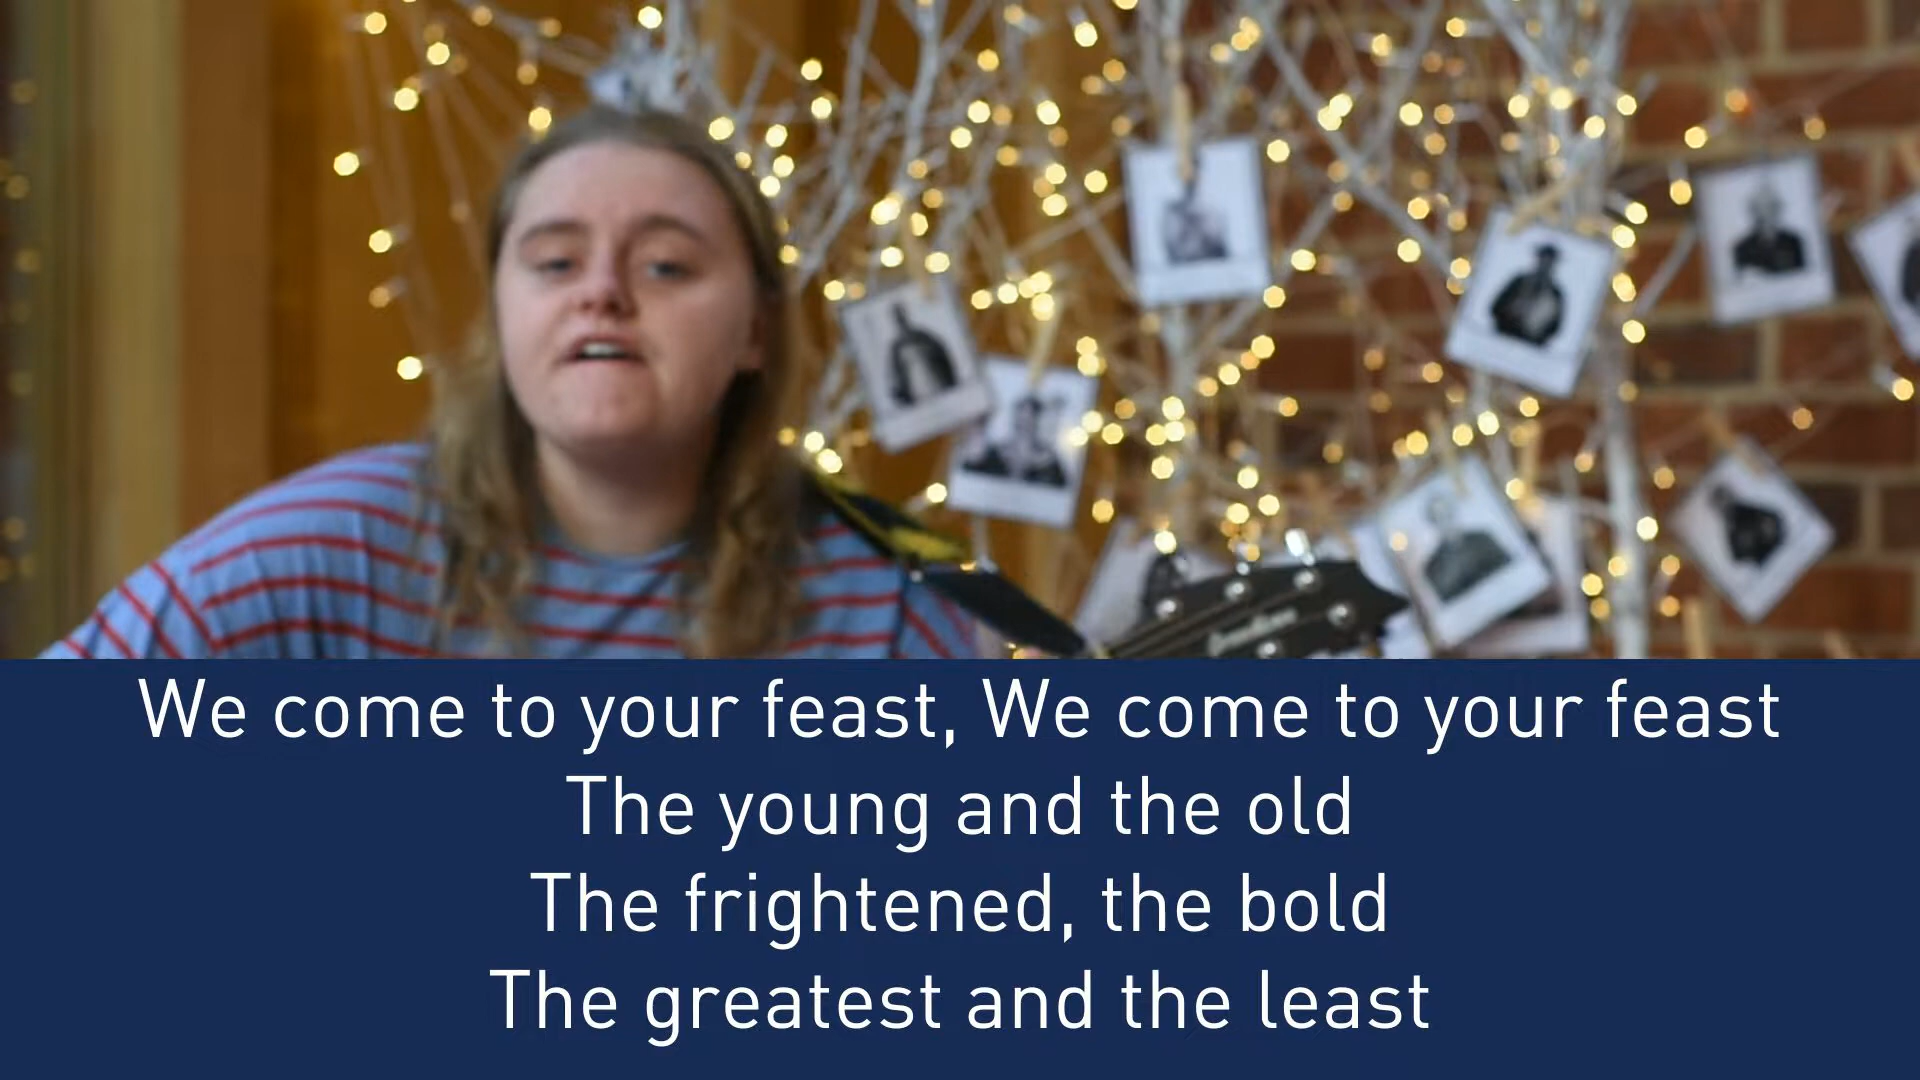 We come to your feast, We come to your feast
The young and the old
The frightened, the bold
The greatest and the least